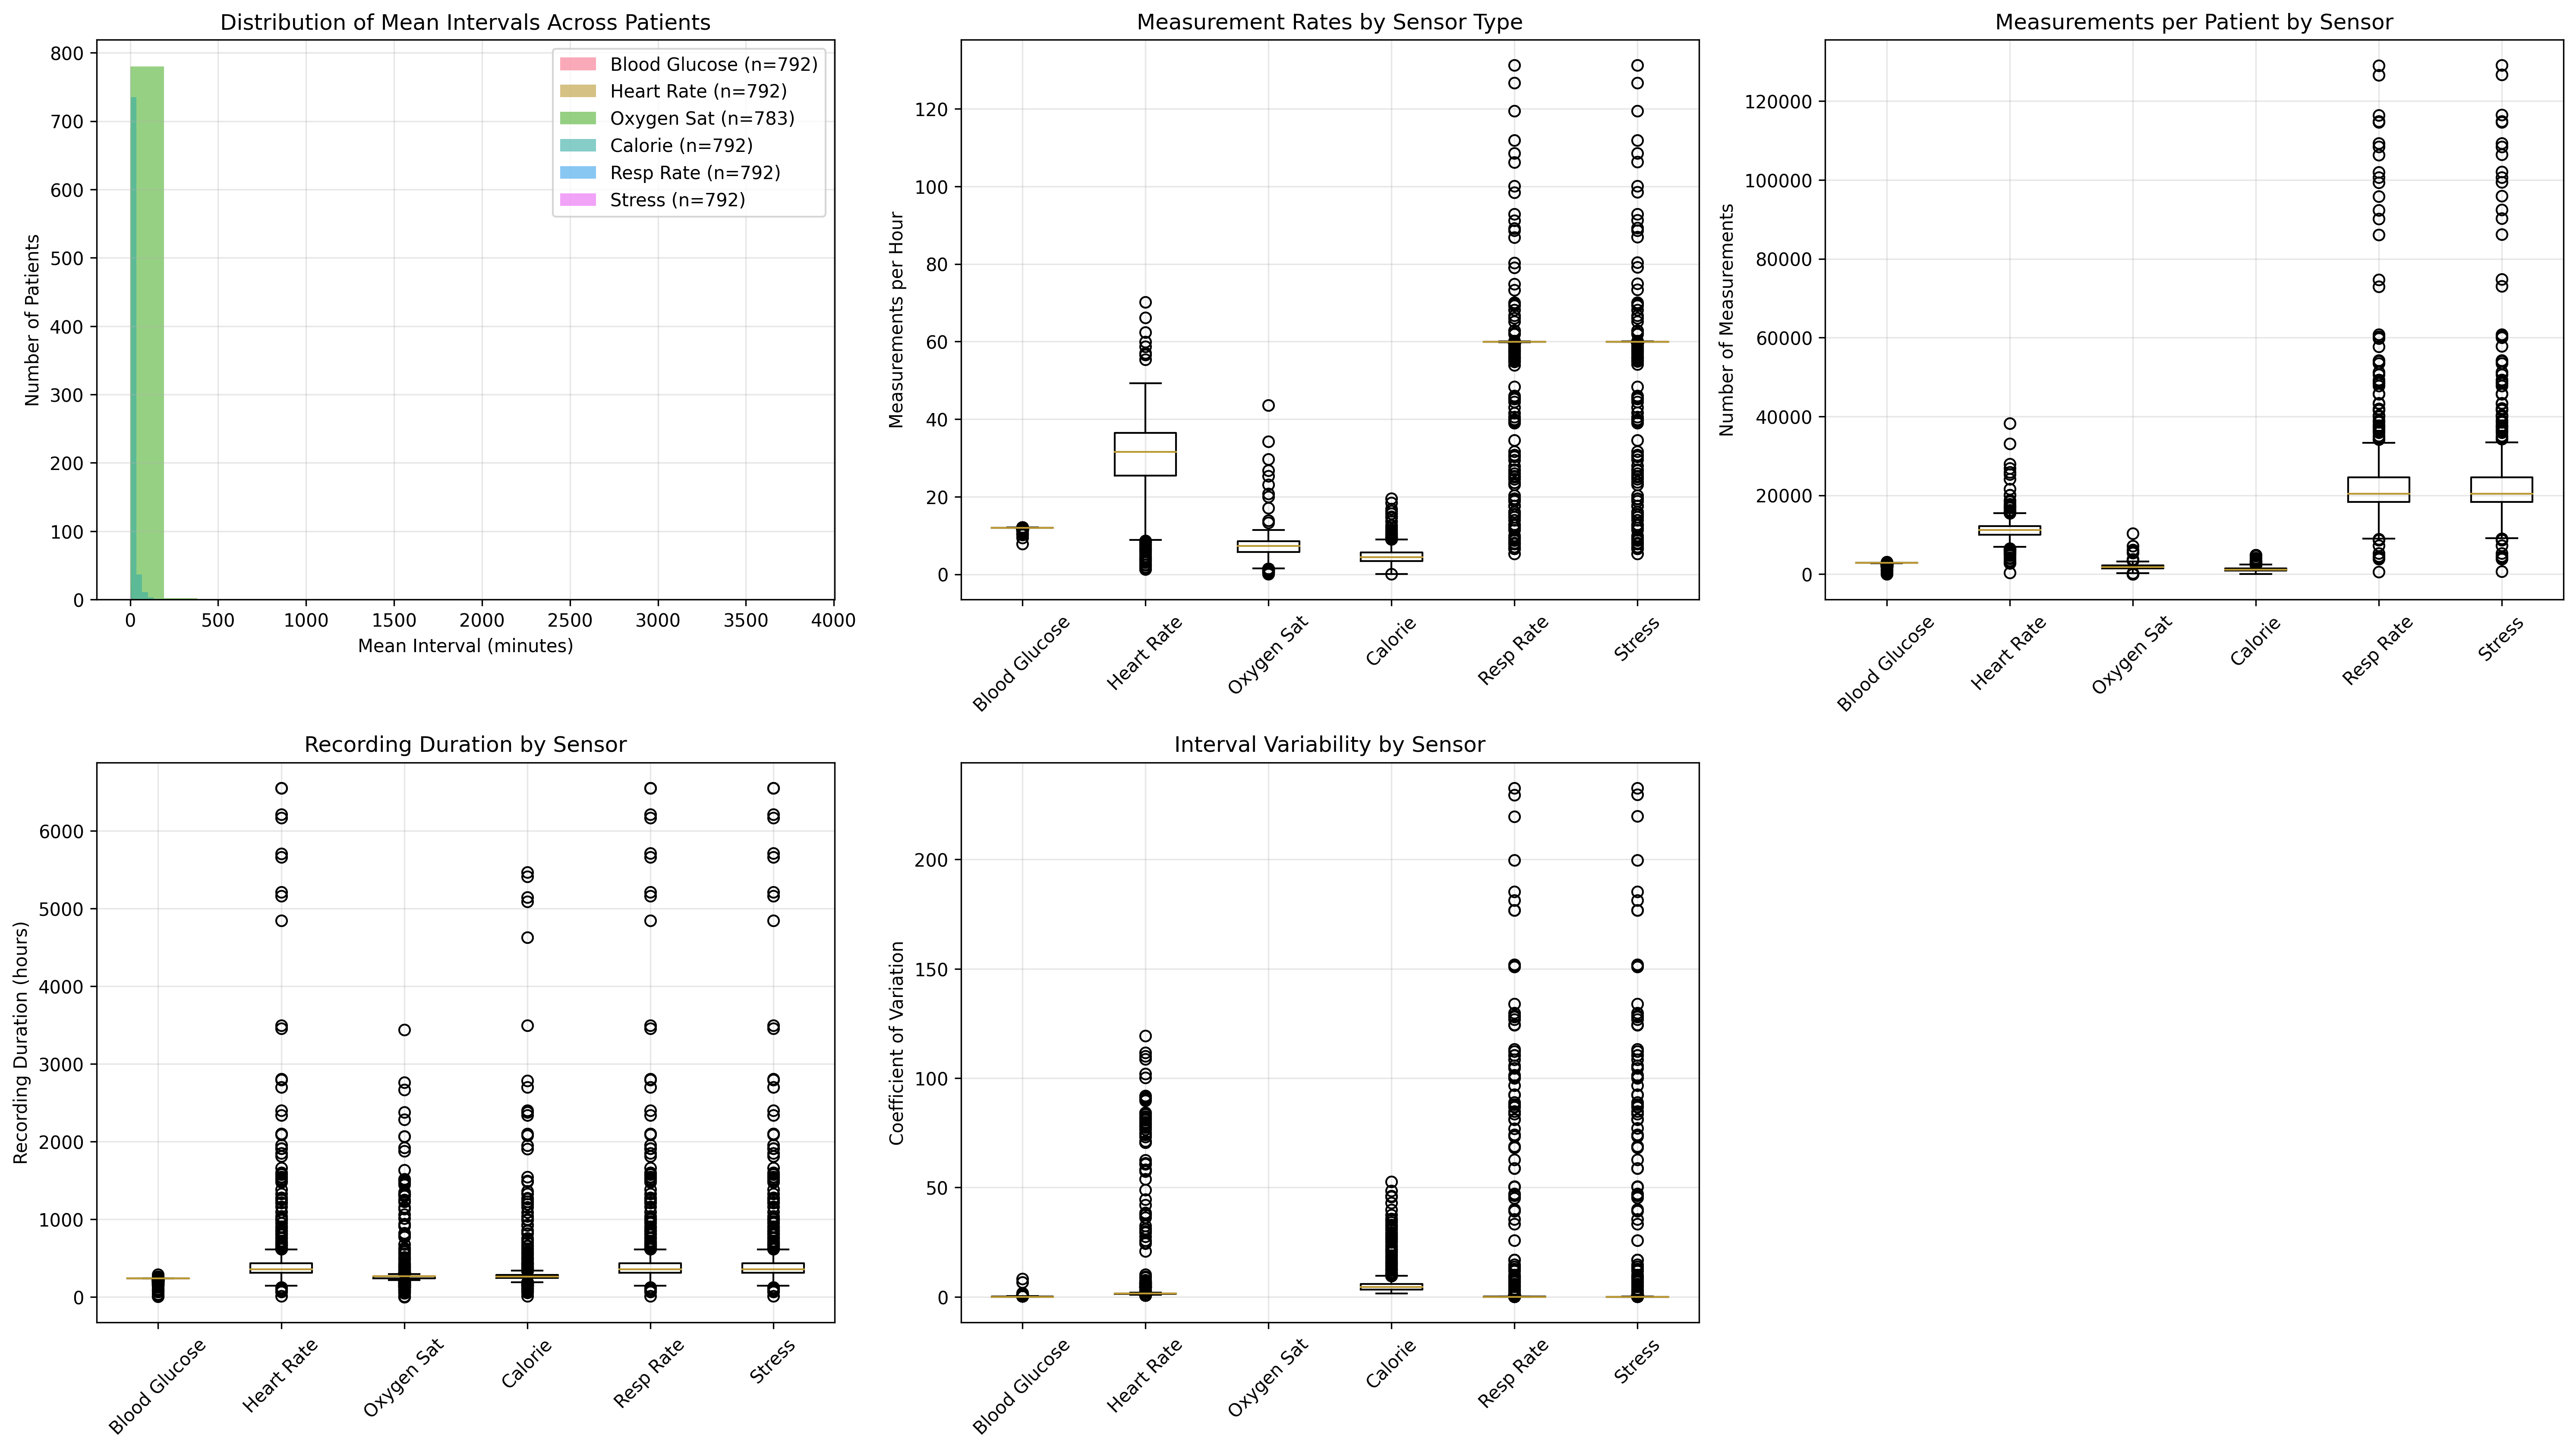 Distribution of Mean Intervals Across Patients
Number of Patients
800
700
600
500
400
300
200
100
0
0 500 1000 1500 2000 2500 3000 3500 4000
Mean Interval (minutes)
Blood Glucose (n=792)
Heart Rate (n=792)
Oxygen Sat (n=783)
Calorie (n=792)
Resp Rate (n=792)
Stress (n=792)
Measurement Rates by Sensor Type
Measurements per Hour
120
100
80
60
40
20
0
Blood Glucose
Heart Rate
Oxygen Sat
Calorie
Resp Rate
Stress
Measurements per Patient by Sensor
Number of Measurements
120000
100000
80000
60000
40000
20000
0
Blood Glucose
Heart Rate
Oxygen Sat
Calorie
Resp Rate
Stress
Recording Duration by Sensor
Recording Duration (hours)
6000
5000
4000
3000
2000
1000
0
Blood Glucose
Heart Rate
Oxygen Sat
Calorie
Resp Rate
Stress
Interval Variability by Sensor
Coefficient of Variation
200
150
100
50
0
Blood Glucose
Heart Rate
Oxygen Sat
Calorie
Resp Rate
Stress